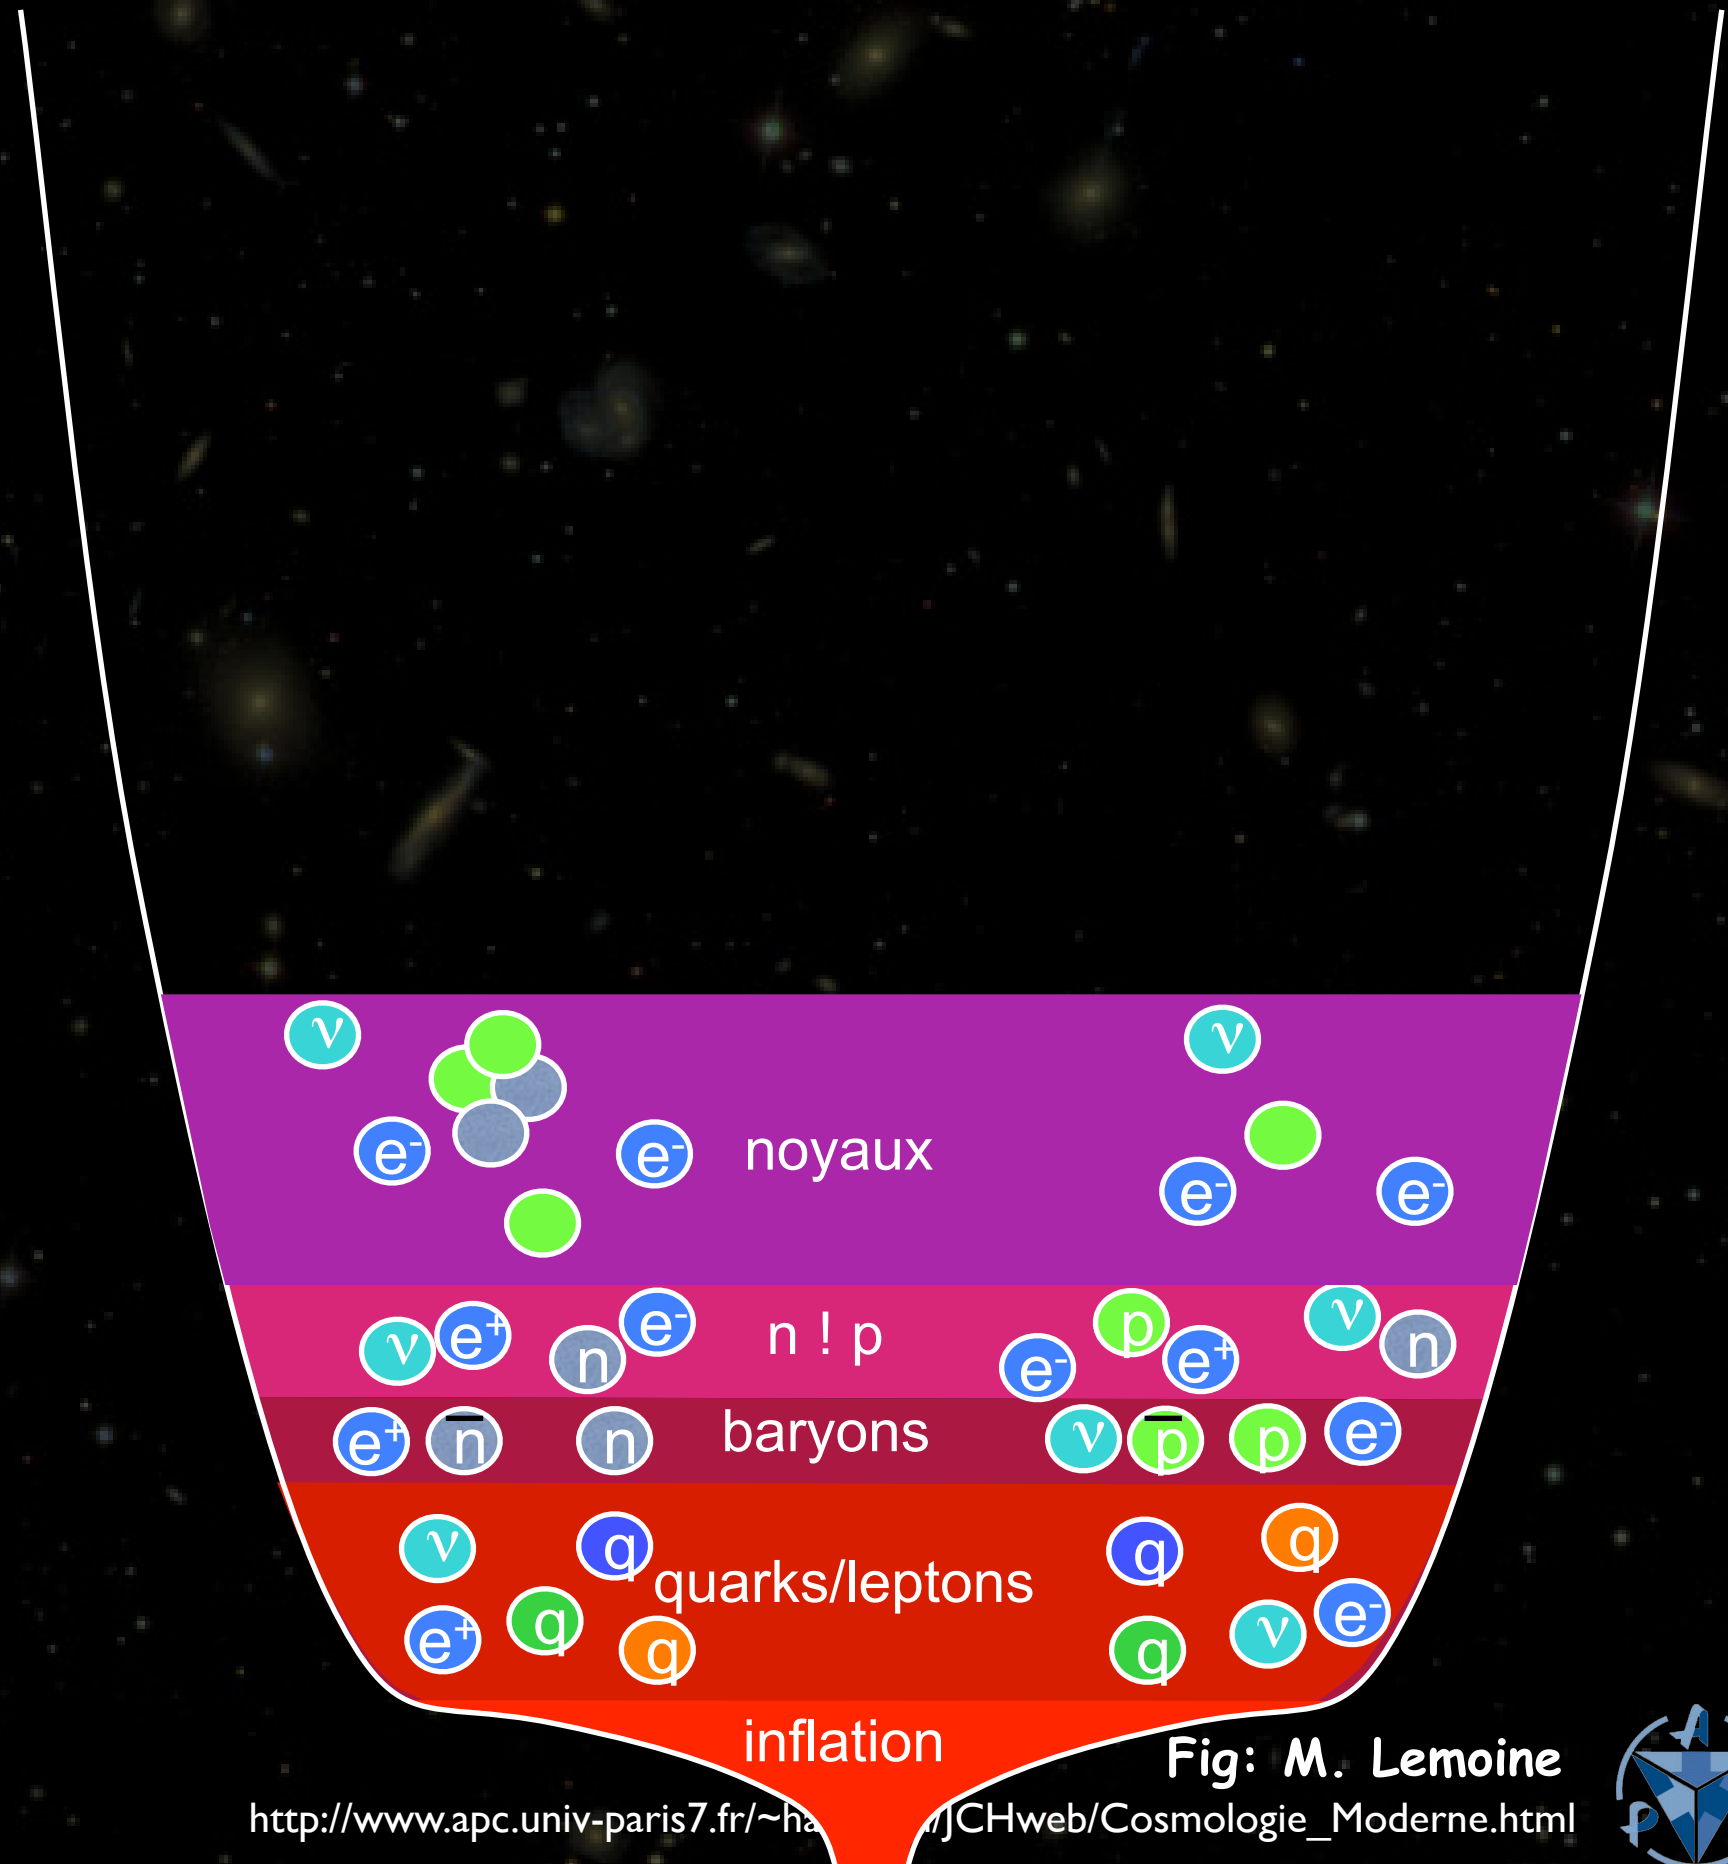 ν ν
e- e- noyaux e- e-
ν e+ n e- n ! p e- p e+ ν n
e+ n̅ n baryons ν p̅ p e-
ν q q q
quarks/leptons
e+ q q q ν e-
inflation
Fig: M. Lemoine
http://www.apc.univ-paris7.fr/~ha /JCHweb/Cosmologie_Moderne.html
A
P